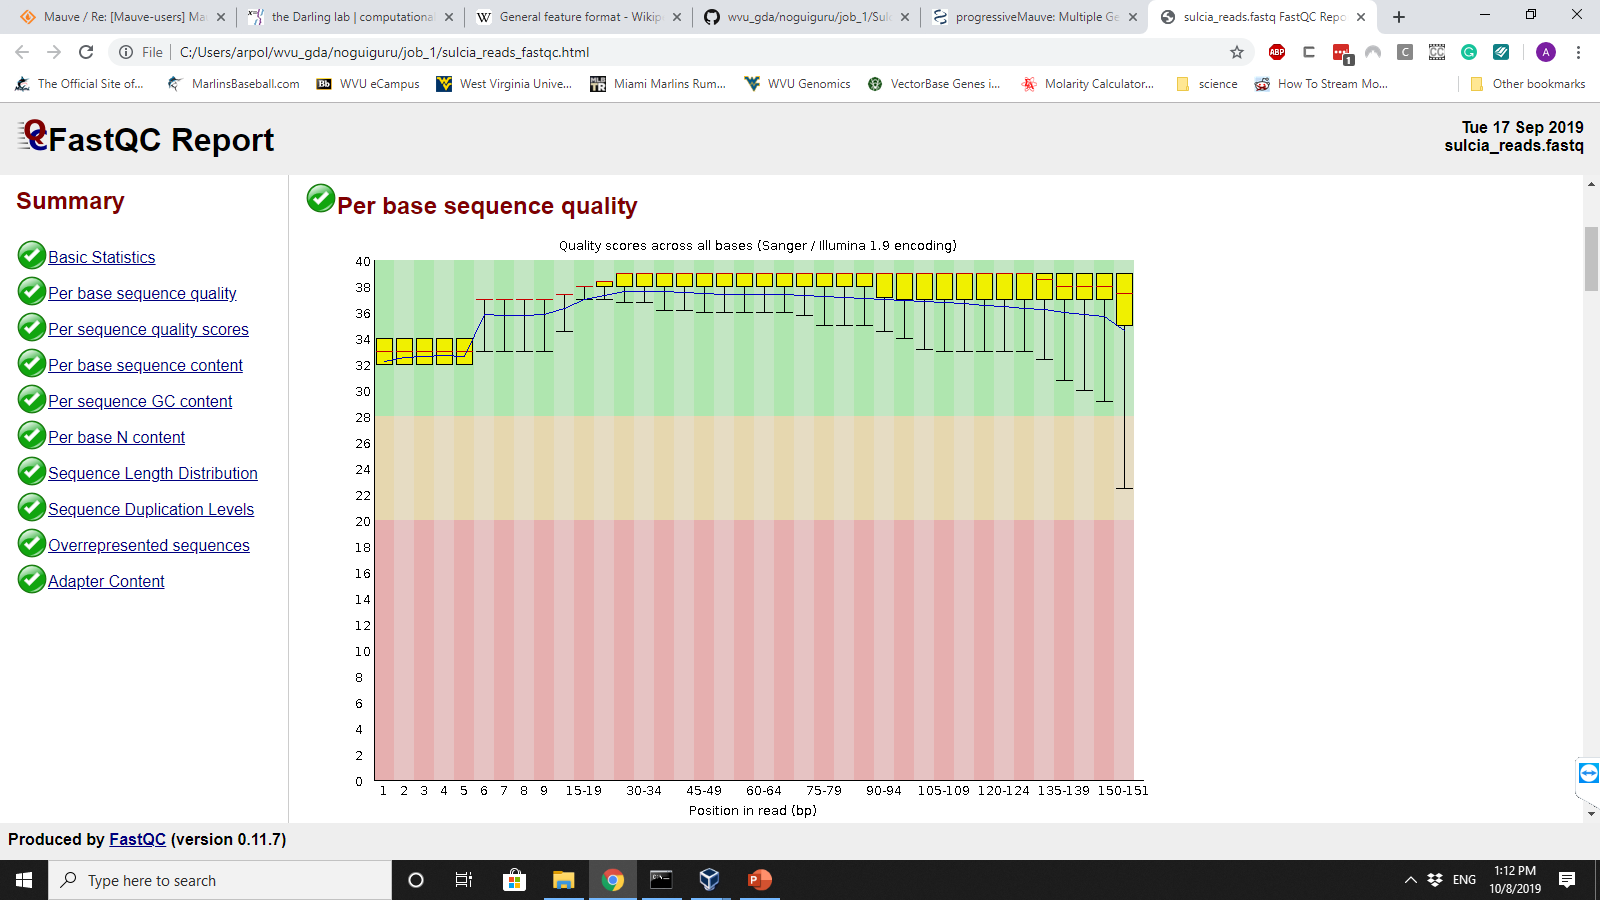 Mauve / Re: [Mauve-users] Ma
the Darling lab | computational
General feature format - Wikipe
wvu_gda/noguiguru/job_1/Sulc
progressiveMauve: Multiple Ge
sulcia_reads.fastq FastQC Repo
File
C:/Users/arpol/wvu_gda/noguiguru/job_1/sulcia_reads_fastqc.html
ABP
1
C
CC
G
A
The Official Site of...
MarlinsBaseball.com
Bb
WVU eCampus
West Virginia Unive...
MLB TR
Miami Marlins Rum...
WVU Genomics
VectorBase Genes i...
Molarity Calculator...
science
How To Stream Mo...
Other bookmarks
FastQC Report
Tue 17 Sep 2019
sulcia_reads.fastq
Summary
Basic Statistics
Per base sequence quality
Per sequence quality scores
Per base sequence content
Per sequence GC content
Per base N content
Sequence Length Distribution
Sequence Duplication Levels
Overrepresented sequences
Adapter Content
Per base sequence quality
Quality scores across all bases (Sanger / Illumina 1.9 encoding)
40
38
36
34
32
30
28
26
24
22
20
18
16
14
12
10
8
6
4
2
0
1 2 3 4 5 6 7 8 9 15-19 30-34 45-49 60-64 75-79 90-94 105-109 120-124 135-139 150-151
Position in read (bp)
Produced by FastQC (version 0.11.7)
Type here to search
ENG
1:12 PM
10/8/2019